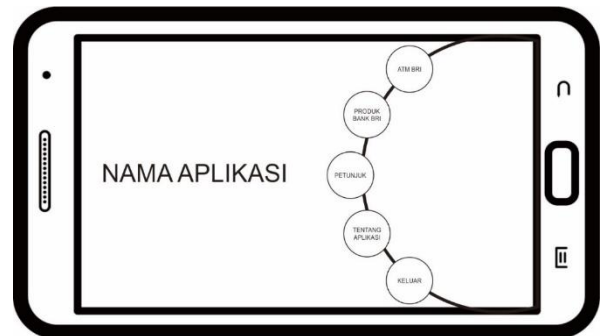 NAMA APLIKASI
ATM BRI
PRODUK
BANK BRI
PETUNJUK
TENTANG
APLIKASI
KELUAR